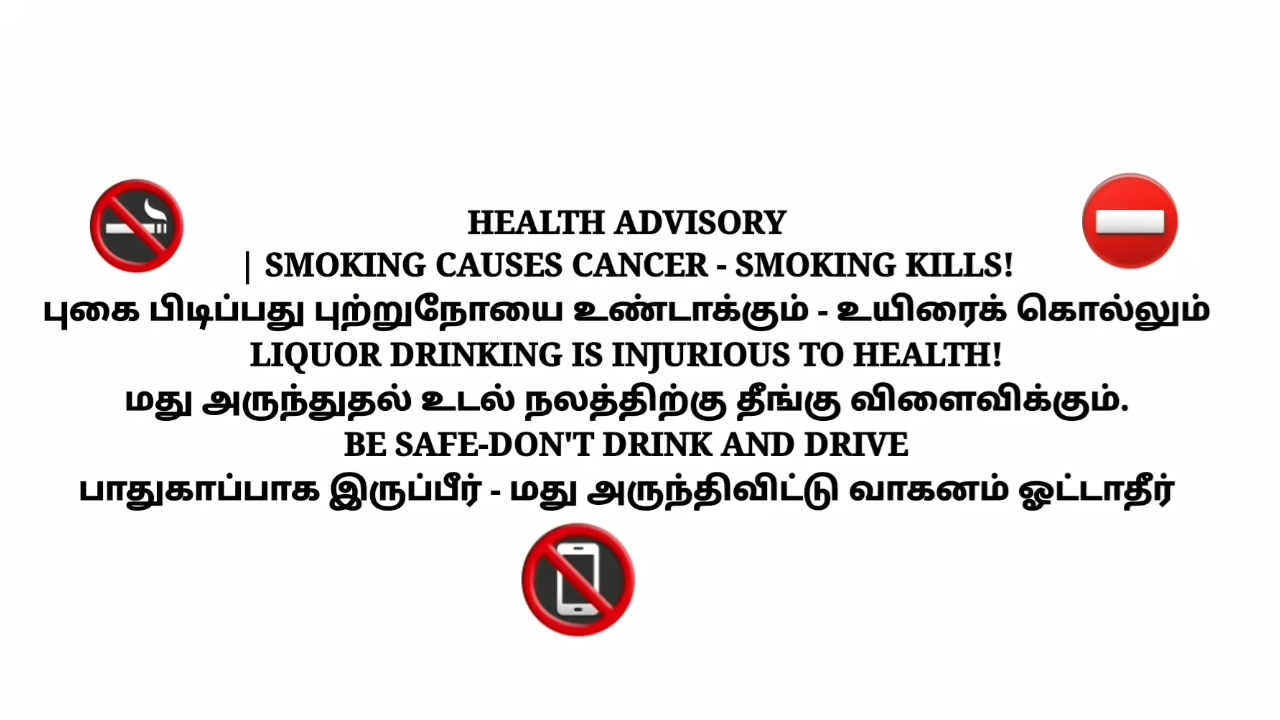 HEALTH ADVISORY
| SMOKING CAUSES CANCER - SMOKING KILLS!
புகை பிடிப்பது புற்றுநோயை உண்டாக்கும் - உயிரைக் கொல்லும்
LIQUOR DRINKING IS INJURIOUS TO HEALTH!
மது அருந்துதல் உடல் நலத்திற்கு தீங்கு விளைவிக்கும்.
BE SAFE-DON'T DRINK AND DRIVE
பாதுகாப்பாக இருப்பீர் - மது அருந்திவிட்டு வாகனம் ஓட்டாதீர்